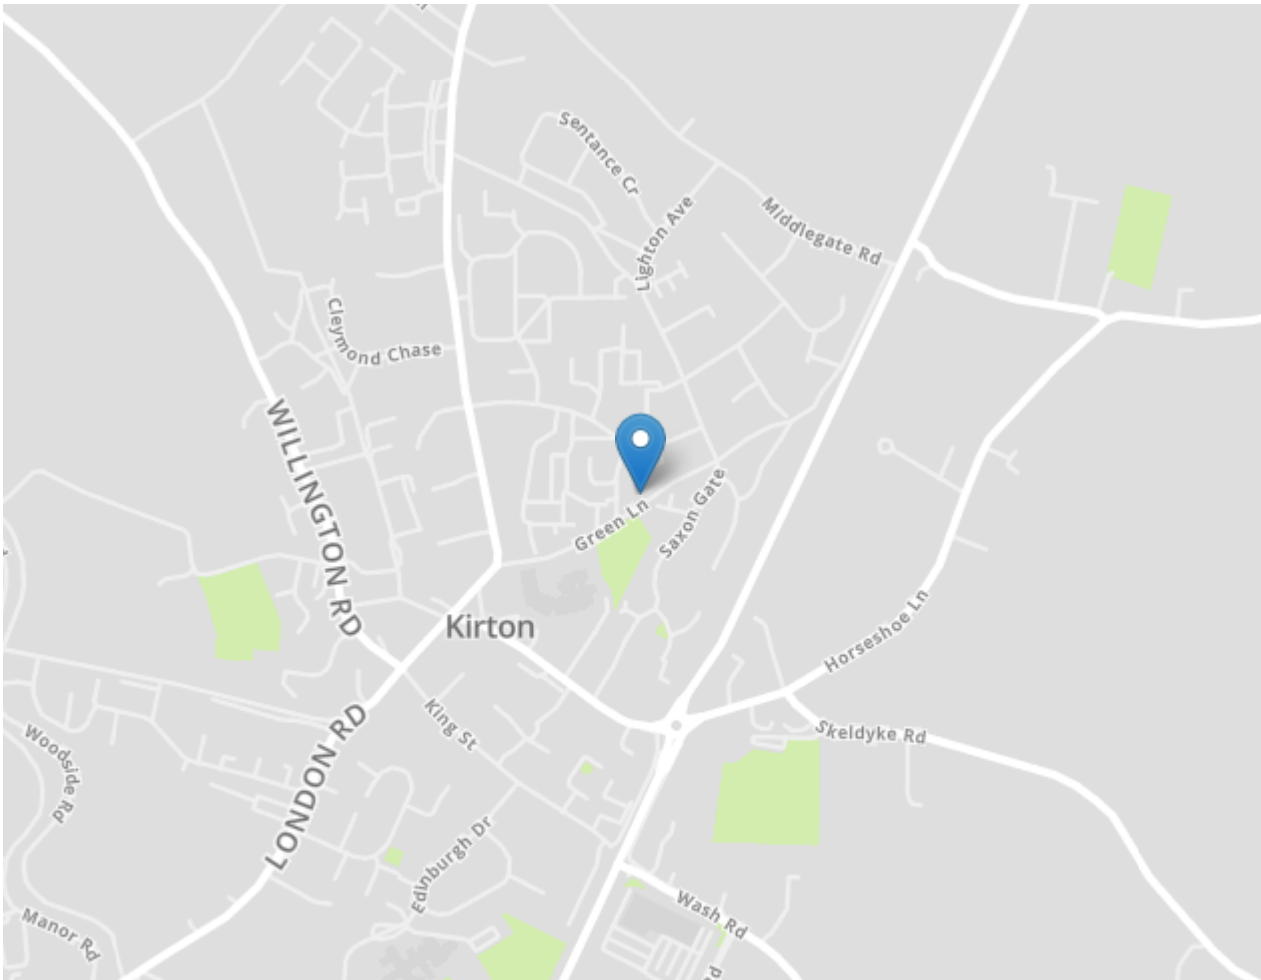 Sentance Cr
Lighton Ave
Middlegate Rd
Cleymond Chase
WILLINGTON RD
Green Ln
Saxon Gate
Kirton
Horseshoe Ln
King St
Skeldyke Rd
Woodside Rd
LONDON RD
Edinburgh Dr
Manor Rd
Wash Rd